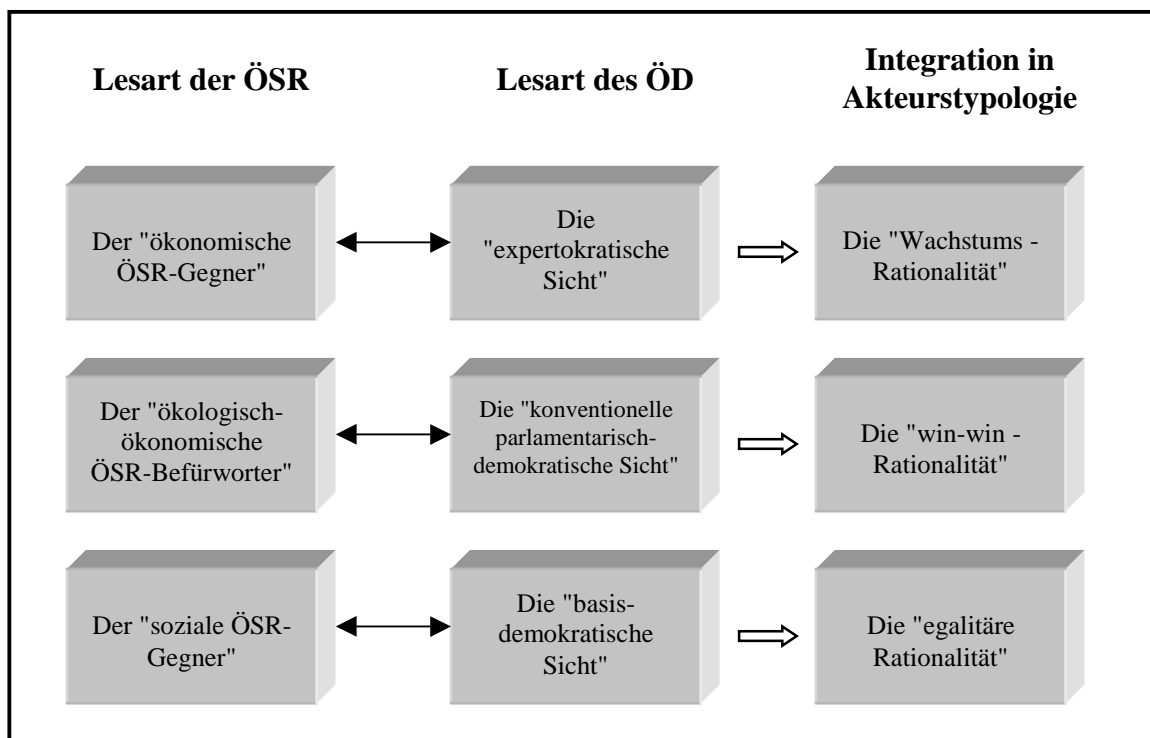 Lesart der ÖSR
Lesart des ÖD
Integration in
Akteurstypologie
Der "ökonomische
ÖSR-Gegner"
Die
"expertokratische
Sicht"
Die "Wachstums -
Rationalität"
Der "ökologisch-
ökonomische
ÖSR-Befürworter"
Die "konventionelle
parlamentarisch-
demokratische Sicht"
Die "win-win -
Rationalität"
Der "soziale ÖSR-
Gegner"
Die "basis-
demokratische
Sicht"
Die "egalitäre
Rationalität"